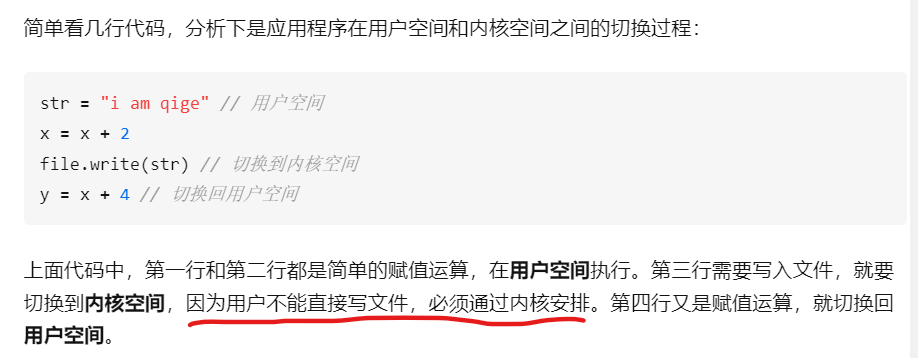 简单看几行代码，分析下是应用程序在用户空间和内核空间之间的切换过程：
str = "i am qige" // 用户空间
x = x + 2
file.write(str) // 切换到内核空间
y = x + 4 // 切换回用户空间
上面代码中，第一行和第二行都是简单的赋值运算，在用户空间执行。第三行需要写入文件，就要
切换到内核空间，因为用户不能直接写文件，必须通过内核安排。第四行又是赋值运算，就切换回
用户空间。